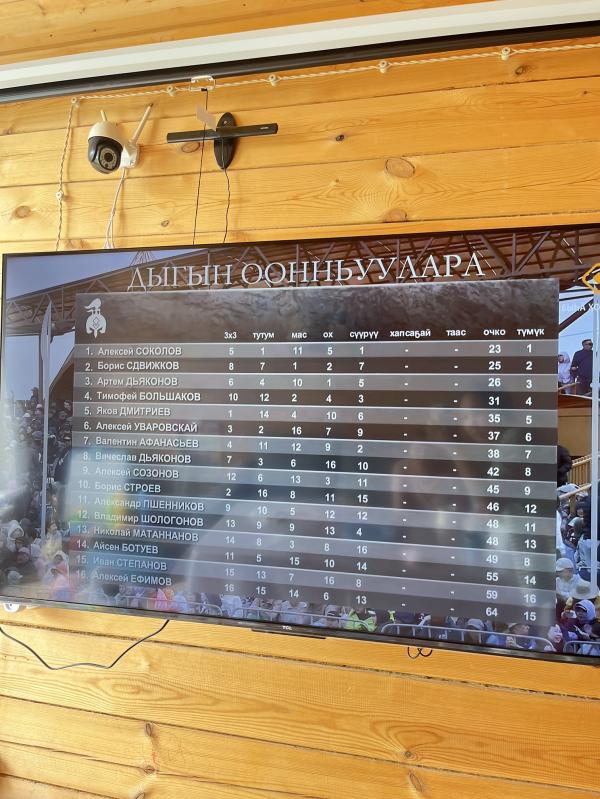 ДЫГЫН ООННЬУУЛАРА
3х3 тутум мас ох сүүрүү хапсаҕай таас очко түмүк
1. Алексей СОКОЛОВ 5 1 11 5 1 - - 23 1
2. Борис СДВИЖКОВ 8 7 1 2 7 - - 25 2
3. Артем ДЬЯКОНОВ 6 4 10 1 5 - - 26 3
4. Тимофей БОЛЬШАКОВ 10 12 2 4 3 - - 31 4
5. Яков ДМИТРИЕВ 1 14 4 10 6 - - 35 5
6. Алексей УВАРОВСКАЙ 3 2 16 7 9 - - 37 6
7. Валентин АФАНАСЬЕВ 4 11 12 9 2 - - 38 7
8. Вячеслав ДЬЯКОНОВ 7 3 6 16 10 - - 42 8
9. Алексей СОЗОНОВ 12 6 13 3 11 - - 45 9
10. Борис СТРОЕВ 2 16 8 11 15 - - 46 12
11. Александр ПШЕННИКОВ 9 10 5 12 12 - - 48 11
12. Владимир ШОЛОГОНОВ 13 9 9 13 4 - - 48 13
13. Николай МАТАННАНОВ 14 8 3 8 16 - - 49 8
14. Айсен БОТУЕВ 11 5 15 10 14 - - 55 14
15. Иван СТЕПАНОВ 15 13 7 16 8 - - 59 16
16. Алексей ЕФИМОВ 16 15 14 6 13 - - 64 15
TCL